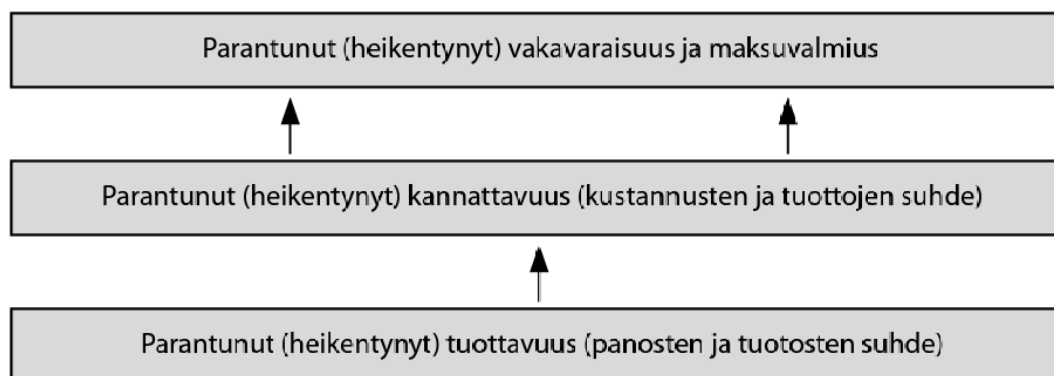 Parantunut (heikentynyt) vakavaraisuus ja maksuvalmius
Parantunut (heikentynyt) kannattavuus (kustannusten ja tuottojen suhde)
Parantunut (heikentynyt) tuottavuus (panosten ja tuotosten suhde)